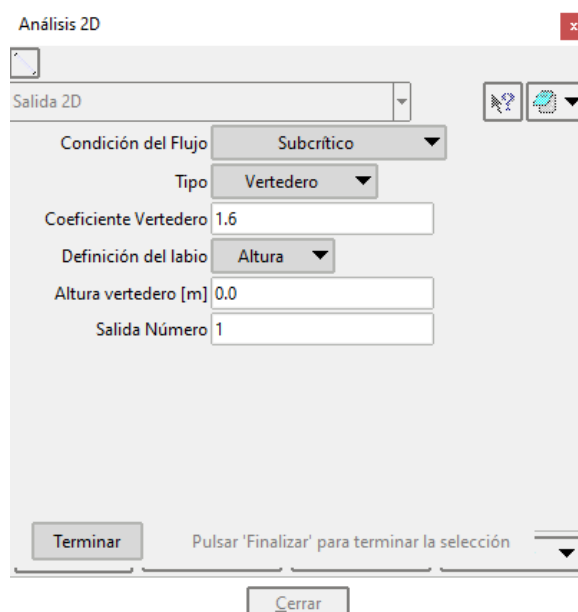 Análisis 2D
x
Salida 2D
Condición del Flujo Subcrítico
Tipo Vertedero
Coeficiente Vertedero 1.6
Definición del labio Altura
Altura vertedero [m] 0.0
Salida Número 1
Terminar Pulsar 'Finalizar' para terminar la selección
Cerrar